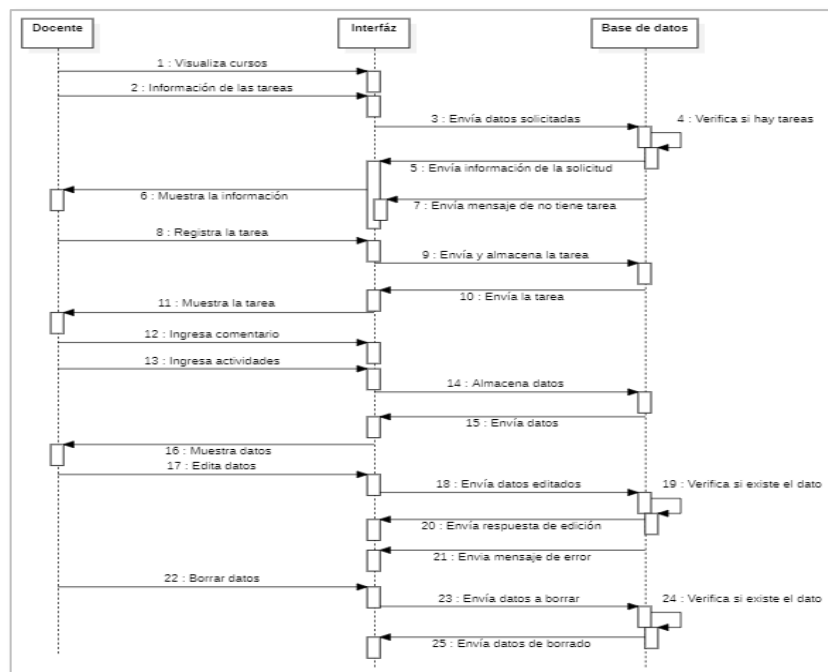 Docente
Interfáz
Base de datos
1 : Visualiza cursos
2 : Información de las tareas
3 : Envía datos solicitadas
4 : Verifica si hay tareas
5 : Envía información de la solicitud
6 : Muestra la información
7 : Envía mensaje de no tiene tarea
8 : Registra la tarea
9 : Envía y almacena la tarea
10 : Envía la tarea
11 : Muestra la tarea
12 : Ingresa comentario
13 : Ingresa actividades
14 : Almacena datos
15 : Envía datos
16 : Muestra datos
17 : Edita datos
18 : Envía datos editados
19 : Verifica si existe el dato
20 : Envía respuesta de edición
21 : Envia mensaje de error
22 : Borrar datos
23 : Envía datos a borrar
24 : Verifica si existe el dato
25 : Envía datos de borrado